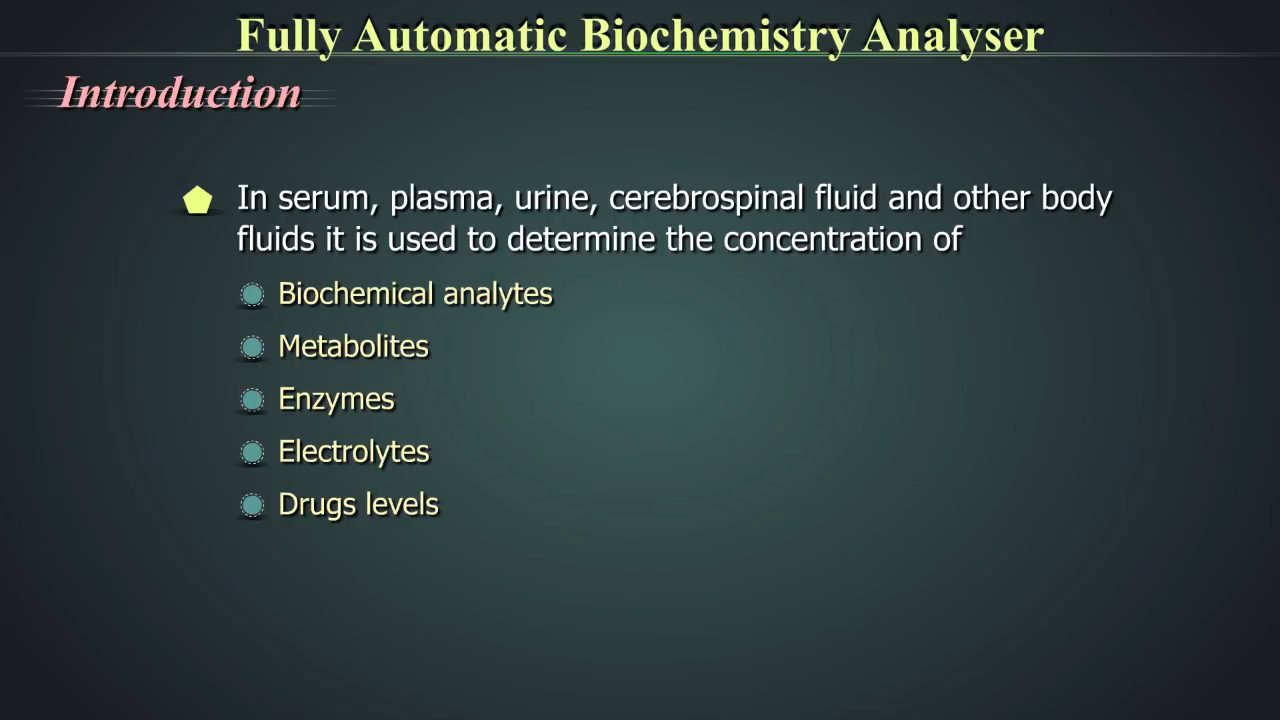 Fully Automatic Biochemistry Analyser
Introduction
In serum, plasma, urine, cerebrospinal fluid and other body
fluids it is used to determine the concentration of
Biochemical analytes
Metabolites
Enzymes
Electrolytes
Drugs levels